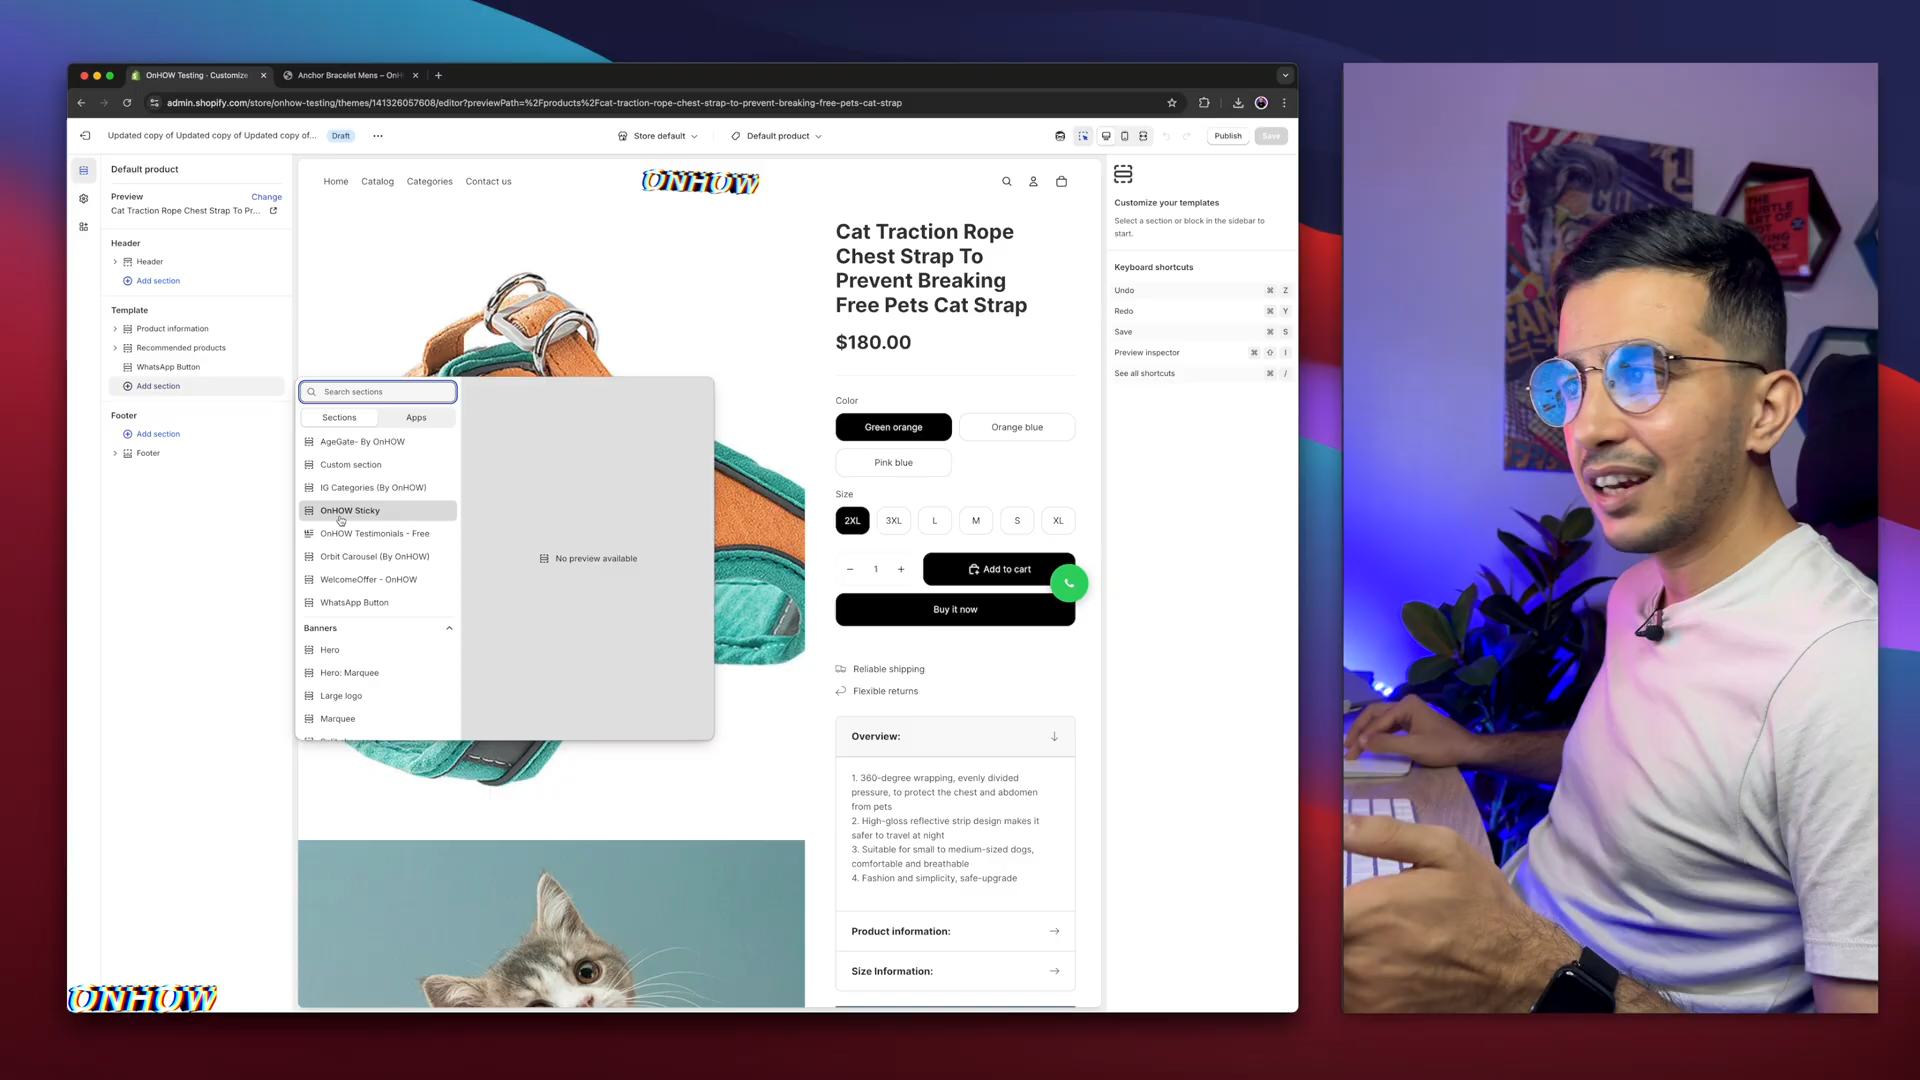 OnHOW Testing - Customize
Anchor Bracelet Mens – OnH
admin.shopify.com/store/onhow-testing/themes/141326057608/editor?previewPath=%2Fproducts%2Fcat-traction-rope-chest-strap-to-prevent-breaking-free-pets-cat-strap
Updated copy of Updated copy of Updated copy of...
Draft
Store default
Default product
Publish
Save
Default product
Preview
Change
Cat Traction Rope Chest Strap To Pr...
Header
Header
Add section
Template
Product information
Recommended products
WhatsApp Button
Add section
Footer
Add section
Footer
Search sections
Sections
Apps
AgeGate- By OnHOW
Custom section
IG Categories (By OnHOW)
OnHOW Sticky
OnHOW Testimonials - Free
Orbit Carousel (By OnHOW)
WelcomeOffer - OnHOW
WhatsApp Button
Banners
Hero
Hero: Marquee
Large logo
Marquee
No preview available
Home
Catalog
Categories
Contact us
ONHOW
Cat Traction Rope
Chest Strap To
Prevent Breaking
Free Pets Cat Strap
$180.00
Color
Green orange
Orange blue
Pink blue
Size
2XL
3XL
L
M
S
XL
− 1 +
Add to cart
Buy it now
Reliable shipping
Flexible returns
Overview:
1. 360-degree wrapping, evenly divided
pressure, to protect the chest and abdomen
from pets
2. High-gloss reflective strip design makes it
safer to travel at night
3. Suitable for small to medium-sized dogs,
comfortable and breathable
4. Fashion and simplicity, safe-upgrade
Product information:
Size Information:
Customize your templates
Select a section or block in the sidebar to
start.
Keyboard shortcuts
Undo ⌘ Z
Redo ⌘ Y
Save ⌘ S
Preview inspector ⌘ ⇧ I
See all shortcuts ⌘ /
ONHOW